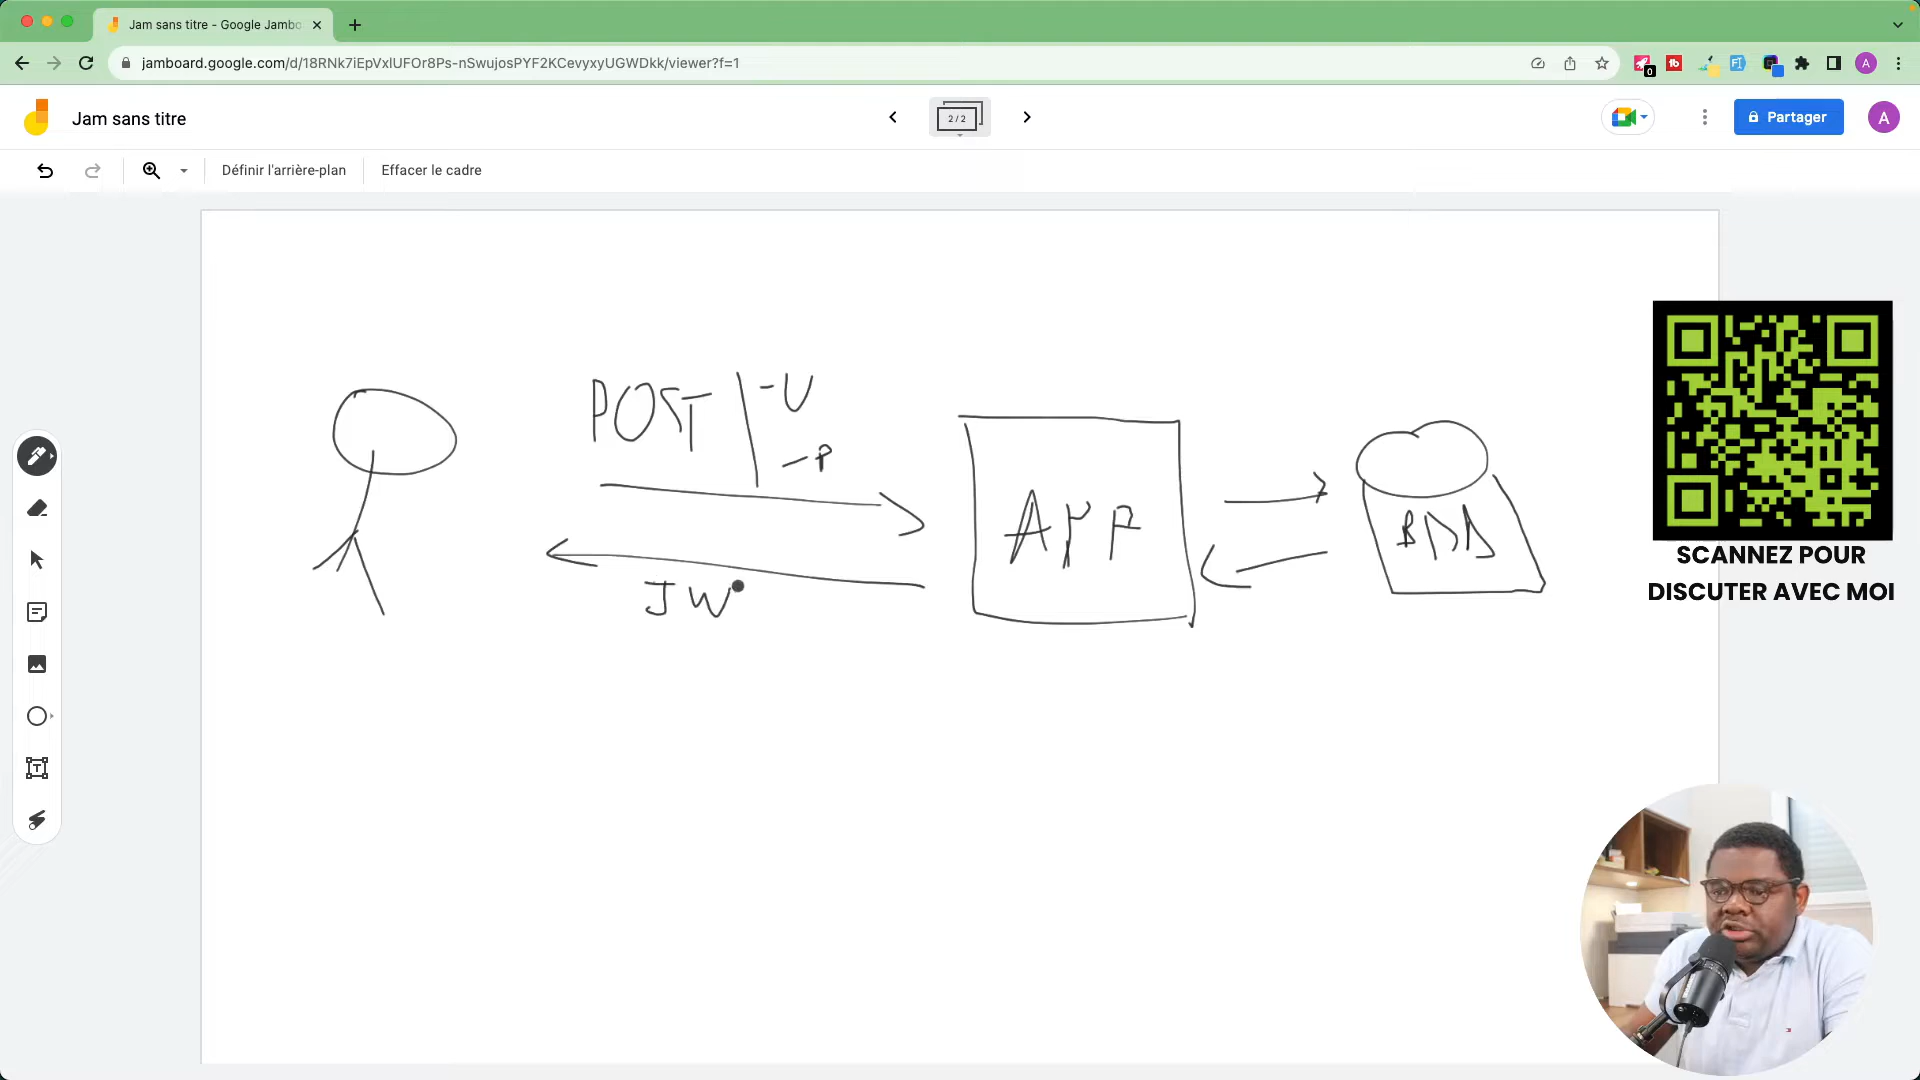 Jam sans titre - Google Jambo
jamboard.google.com/d/18RNk7iEpVxlUFOr8Ps-nSwujosPYF2KCevyxyUGWDkk/viewer?f=1
0
A
Jam sans titre
2 / 2
Partager
A
Définir l'arrière-plan
Effacer le cadre
POST
-U
-P
APP
BDD
JW
SCANNEZ POUR
DISCUTER AVEC MOI